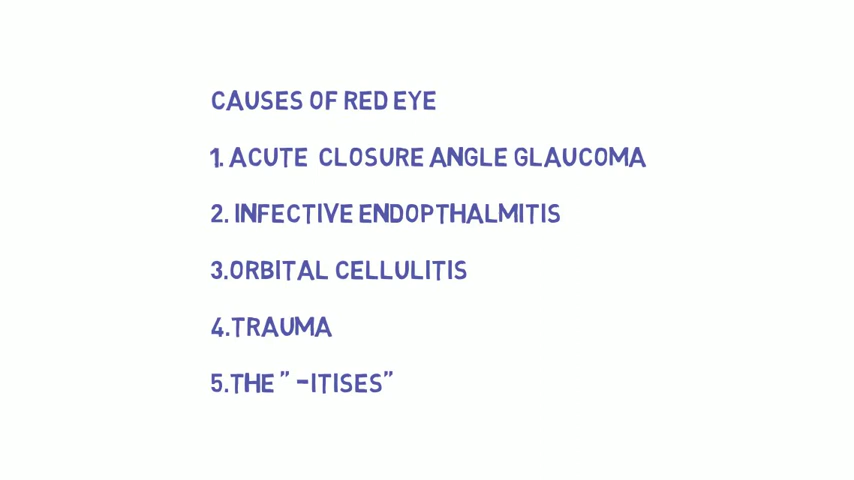 CAUSES OF RED EYE
1. ACUTE CLOSURE ANGLE GLAUCOMA
2. INFECTIVE ENDOPTHALMITIS
3.ORBITAL CELLULITIS
4.TRAUMA
5.THE " -ITISES"